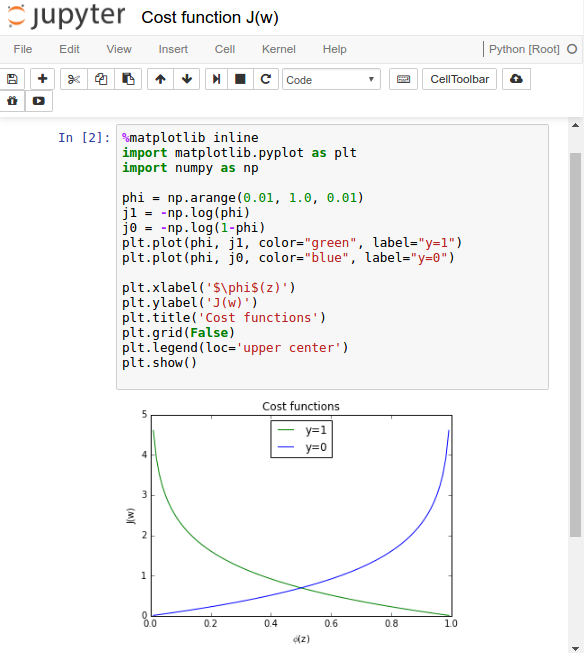 jupyter Cost function J(w)
File Edit View Insert Cell Kernel Help Python [Root]
Code CellToolbar
In [2]: %matplotlib inline
import matplotlib.pyplot as plt
import numpy as np
phi = np.arange(0.01, 1.0, 0.01)
j1 = -np.log(phi)
j0 = -np.log(1-phi)
plt.plot(phi, j1, color="green", label="y=1")
plt.plot(phi, j0, color="blue", label="y=0")
plt.xlabel('$\phi$(z)')
plt.ylabel('J(w)')
plt.title('Cost functions')
plt.grid(False)
plt.legend(loc='upper center')
plt.show()
Cost functions
5
y=1
y=0
4
3
J(w)
2
1
0
0.0 0.2 0.4 0.6 0.8 1.0
ϕ(z)